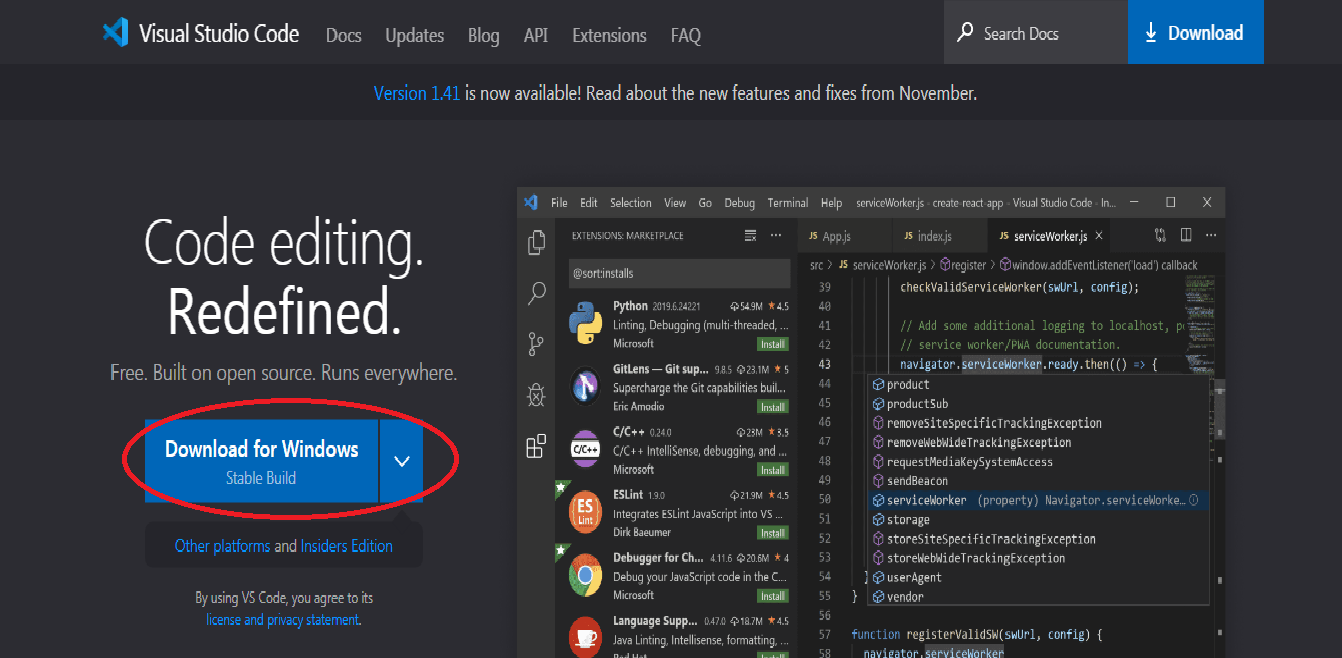 Visual Studio Code Docs Updates Blog API Extensions FAQ Search Docs Download
Version 1.41 is now available! Read about the new features and fixes from November.
Code editing.
Redefined.
Free. Built on open source. Runs everywhere.
Download for Windows
Stable Build
Other platforms and Insiders Edition
By using VS Code, you agree to its
license and privacy statement.
File Edit Selection View Go Debug Terminal Help serviceWorker.js - create-react-app - Visual Studio Code - In...
EXTENSIONS: MARKETPLACE
@sort:installs
Python 2019.6.24221 54.9M ★ 4.5
Linting, Debugging (multi-threaded, ...
Microsoft Install
GitLens — Git sup... 9.8.5 23.1M ★ 5
Supercharge the Git capabilities buil...
Eric Amodio Install
C/C++
C/C++ 0.24.0 23M ★ 3.5
C/C++ IntelliSense, debugging, and ...
Microsoft Install
ES
Lint
ESLint 1.9.0 21.9M ★ 4.5
Integrates ESLint JavaScript into VS ...
Dirk Baeumer Install
Debugger for Ch... 4.11.6 20.6M ★ 4
Debug your JavaScript code in the C...
Microsoft Install
Language Supp... 0.47.0 18.7M ★ 4.5
Java Linting, Intellisense, formatting, ...
Red Hat Install
JS App.js JS index.js JS serviceWorker.js ×
src > JS serviceWorker.js > register > window.addEventListener('load') callback
39 checkValidServiceWorker(swUrl, config);
40
41 // Add some additional logging to localhost,
42 // service worker/PWA documentation.
43 navigator.serviceWorker.ready.then(() => {
44 product
45 productSub
46 removeSiteSpecificTrackingException
47 removeWebWideTrackingException
48 requestMediaKeySystemAccess
49 sendBeacon
50 serviceWorker (property) Navigator.serviceWorke...
51 storage
52 storeSiteSpecificTrackingException
53 storeWebWideTrackingException
54 } userAgent
55 } vendor
56
57 function registerValidSW(swUrl, config) {
58 navigator.serviceWorker